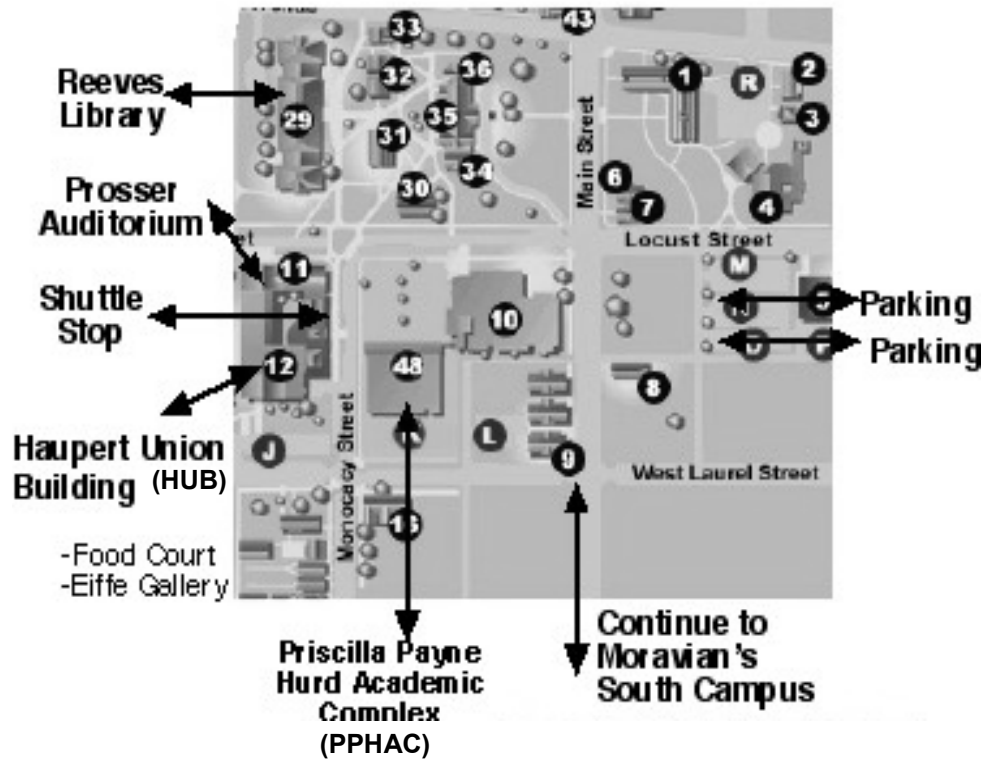 33
43
32
36
1
R
2
Reeves
Library
29
35
3
31
Main Street
34
6
30
7
4
Prosser
Auditorium
et
Locust Street
11
M
Shuttle
Stop
10
Parking
Parking
12
48
8
Haupert Union
Building (HUB)
J
Monocacy Street
L
9
West Laurel Street
16
-Food Court
-Eiffe Gallery
Priscilla Payne
Hurd Academic
Complex
(PPHAC)
Continue to
Moravian's
South Campus